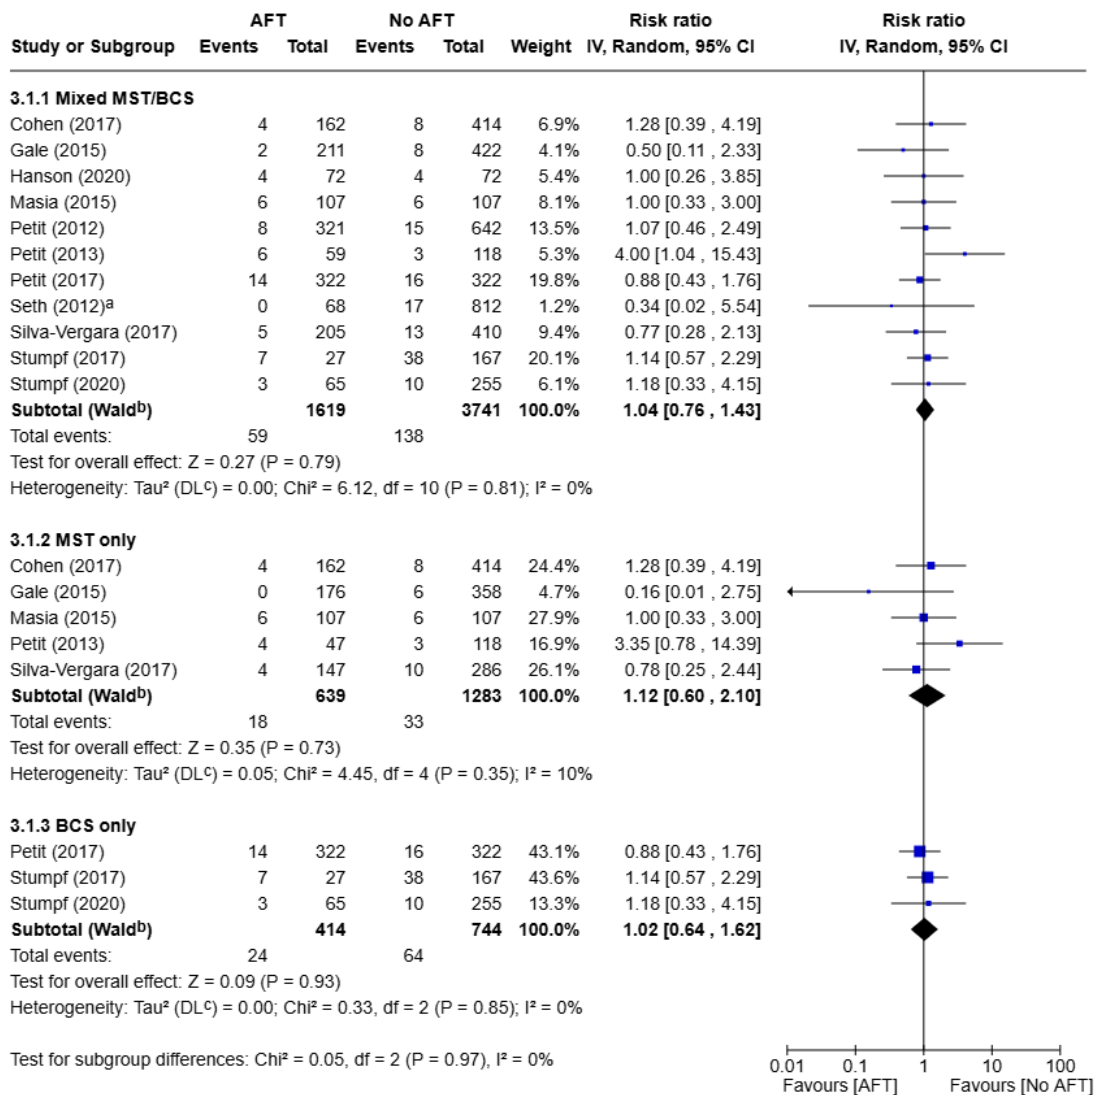 AFT No AFT Risk ratio Risk ratio
Study or Subgroup Events Total Events Total Weight IV, Random, 95% CI IV, Random, 95% CI
3.1.1 Mixed MST/BCS
Cohen (2017) 4 162 8 414 6.9% 1.28 [0.39 , 4.19]
Gale (2015) 2 211 8 422 4.1% 0.50 [0.11 , 2.33]
Hanson (2020) 4 72 4 72 5.4% 1.00 [0.26 , 3.85]
Masia (2015) 6 107 6 107 8.1% 1.00 [0.33 , 3.00]
Petit (2012) 8 321 15 642 13.5% 1.07 [0.46 , 2.49]
Petit (2013) 6 59 3 118 5.3% 4.00 [1.04 , 15.43]
Petit (2017) 14 322 16 322 19.8% 0.88 [0.43 , 1.76]
Seth (2012)ᵃ 0 68 17 812 1.2% 0.34 [0.02 , 5.54]
Silva-Vergara (2017) 5 205 13 410 9.4% 0.77 [0.28 , 2.13]
Stumpf (2017) 7 27 38 167 20.1% 1.14 [0.57 , 2.29]
Stumpf (2020) 3 65 10 255 6.1% 1.18 [0.33 , 4.15]
Subtotal (Waldᵇ) 1619 3741 100.0% 1.04 [0.76 , 1.43]
Total events: 59 138
Test for overall effect: Z = 0.27 (P = 0.79)
Heterogeneity: Tau² (DLᶜ) = 0.00; Chi² = 6.12, df = 10 (P = 0.81); I² = 0%
3.1.2 MST only
Cohen (2017) 4 162 8 414 24.4% 1.28 [0.39 , 4.19]
Gale (2015) 0 176 6 358 4.7% 0.16 [0.01 , 2.75]
Masia (2015) 6 107 6 107 27.9% 1.00 [0.33 , 3.00]
Petit (2013) 4 47 3 118 16.9% 3.35 [0.78 , 14.39]
Silva-Vergara (2017) 4 147 10 286 26.1% 0.78 [0.25 , 2.44]
Subtotal (Waldᵇ) 639 1283 100.0% 1.12 [0.60 , 2.10]
Total events: 18 33
Test for overall effect: Z = 0.35 (P = 0.73)
Heterogeneity: Tau² (DLᶜ) = 0.05; Chi² = 4.45, df = 4 (P = 0.35); I² = 10%
3.1.3 BCS only
Petit (2017) 14 322 16 322 43.1% 0.88 [0.43 , 1.76]
Stumpf (2017) 7 27 38 167 43.6% 1.14 [0.57 , 2.29]
Stumpf (2020) 3 65 10 255 13.3% 1.18 [0.33 , 4.15]
Subtotal (Waldᵇ) 414 744 100.0% 1.02 [0.64 , 1.62]
Total events: 24 64
Test for overall effect: Z = 0.09 (P = 0.93)
Heterogeneity: Tau² (DLᶜ) = 0.00; Chi² = 0.33, df = 2 (P = 0.85); I² = 0%
Test for subgroup differences: Chi² = 0.05, df = 2 (P = 0.97), I² = 0%
0.01 0.1 1 10 100
Favours [AFT] Favours [No AFT]